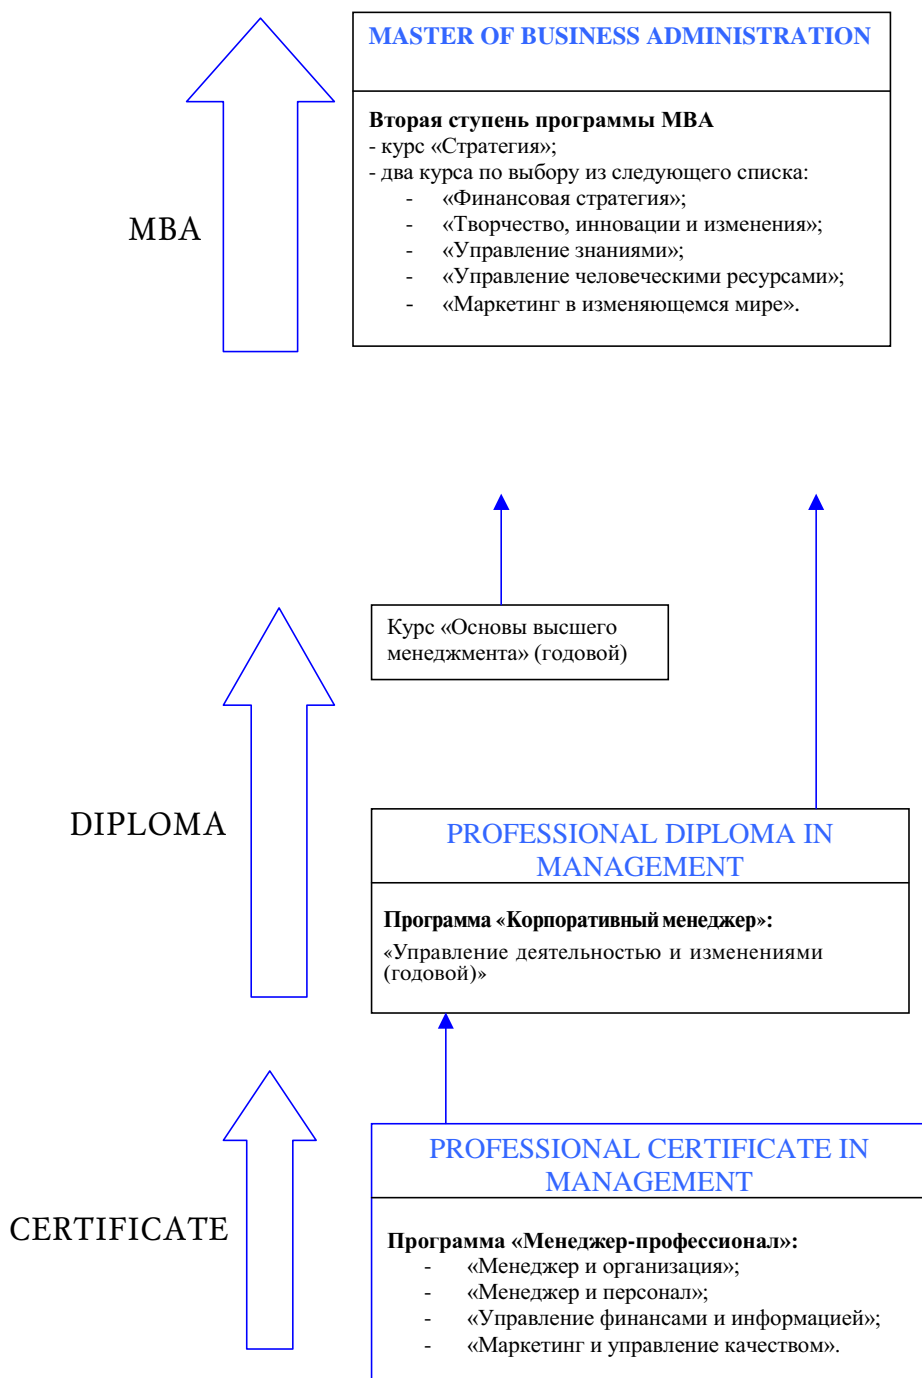 MASTER OF BUSINESS ADMINISTRATION
Вторая ступень программы MBA
- курс «Стратегия»;
- два курса по выбору из следующего списка:
- «Финансовая стратегия»;
- «Творчество, инновации и изменения»;
- «Управление знаниями»;
- «Управление человеческими ресурсами»;
- «Маркетинг в изменяющемся мире».
MBA
Курс «Основы высшего
менеджмента» (годовой)
DIPLOMA
PROFESSIONAL DIPLOMA IN
MANAGEMENT
Программа «Корпоративный менеджер»:
«Управление деятельностью и изменениями
(годовой)»
PROFESSIONAL CERTIFICATE IN
MANAGEMENT
CERTIFICATE
Программа «Менеджер-профессионал»:
- «Менеджер и организация»;
- «Менеджер и персонал»;
- «Управление финансами и информацией»;
- «Маркетинг и управление качеством».